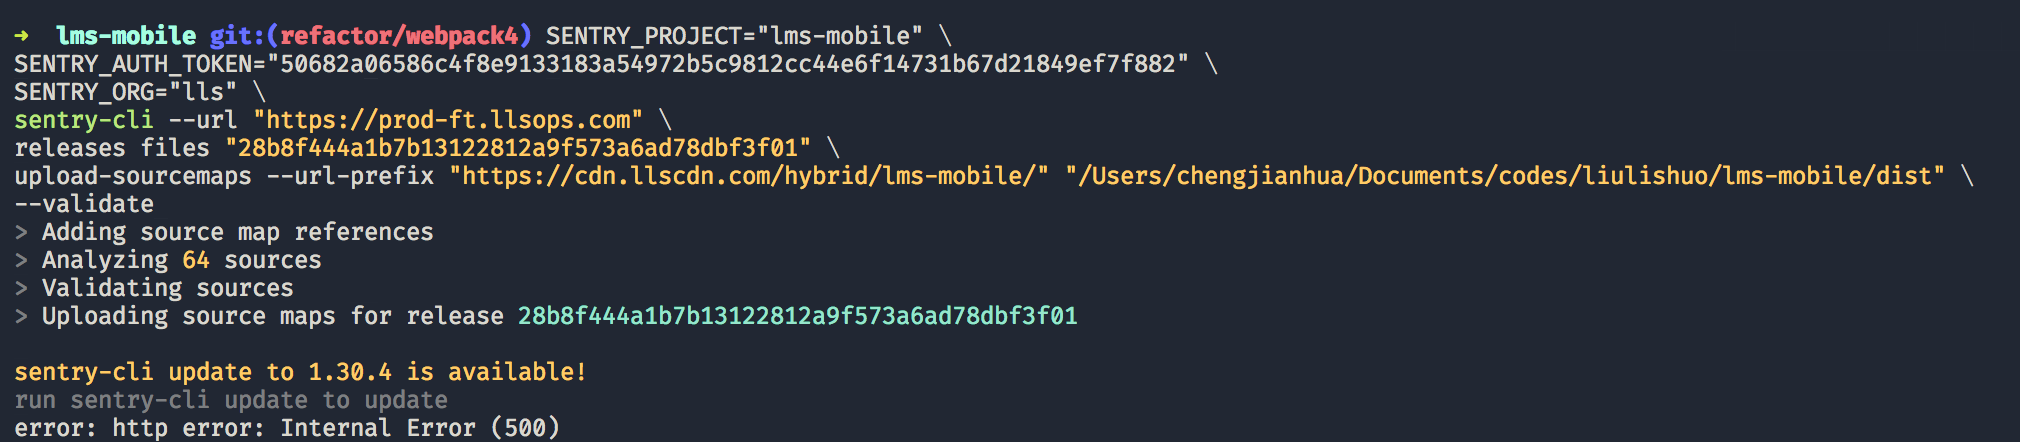 ➜  lms-mobile git:(refactor/webpack4) SENTRY_PROJECT="lms-mobile" \
SENTRY_AUTH_TOKEN="50682a06586c4f8e9133183a54972b5c9812cc44e6f14731b67d21849ef7f882" \
SENTRY_ORG="lls" \
sentry-cli --url "https://prod-ft.llsops.com" \
releases files "28b8f444a1b7b13122812a9f573a6ad78dbf3f01" \
upload-sourcemaps --url-prefix "https://cdn.llscdn.com/hybrid/lms-mobile/" "/Users/chengjianhua/Documents/codes/liulishuo/lms-mobile/dist" \
--validate
> Adding source map references
> Analyzing 64 sources
> Validating sources
> Uploading source maps for release 28b8f444a1b7b13122812a9f573a6ad78dbf3f01
sentry-cli update to 1.30.4 is available!
run sentry-cli update to update
error: http error: Internal Error (500)